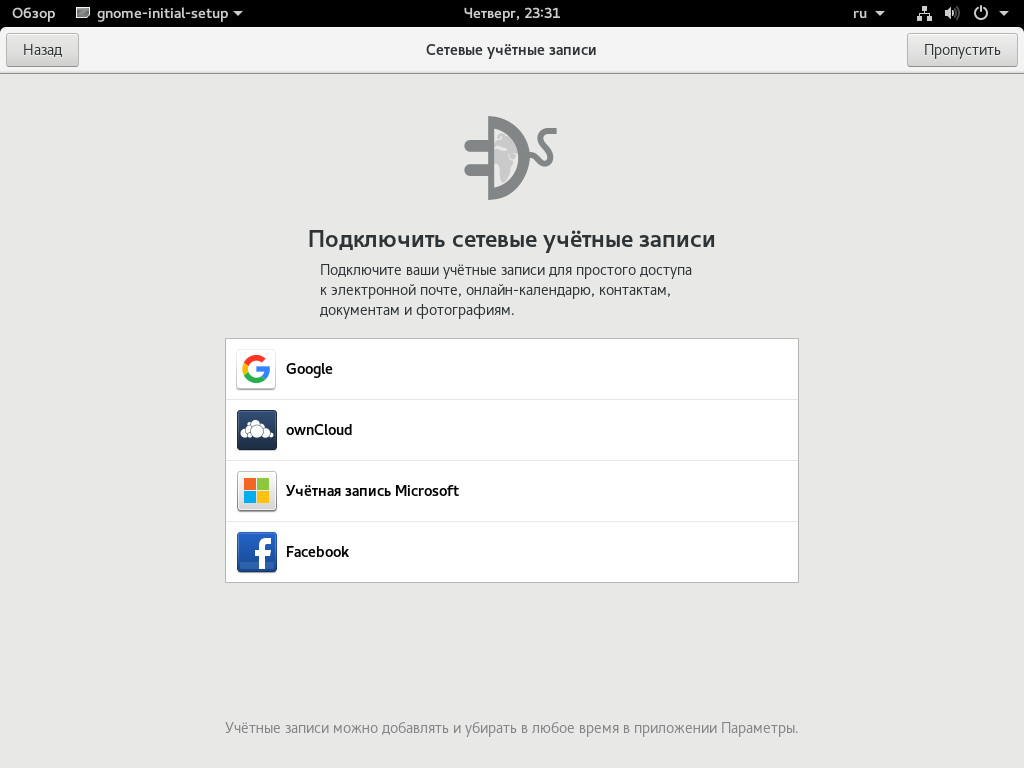 Обзор gnome-initial-setup Четверг, 23:31 ru
Назад Сетевые учётные записи Пропустить
Подключить сетевые учётные записи
Подключите ваши учётные записи для простого доступа
к электронной почте, онлайн-календарю, контактам,
документам и фотографиям.
Google
ownCloud
Учётная запись Microsoft
Facebook
Учётные записи можно добавлять и убирать в любое время в приложении Параметры.